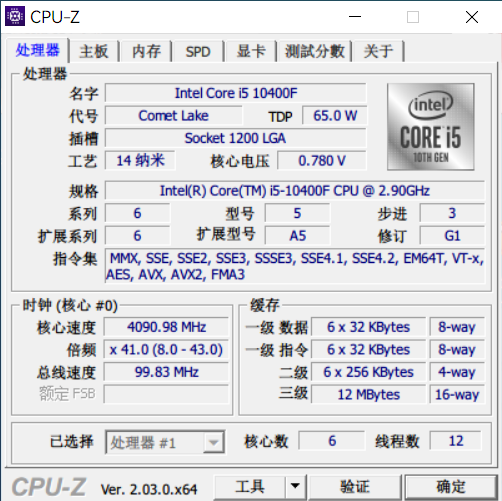 CPU-Z
处理器 主板 内存 SPD 显卡 测試分數 关于
处理器
名字 Intel Core i5 10400F
代号 Comet Lake TDP 65.0 W
插槽 Socket 1200 LGA
工艺 14 纳米 核心电压 0.780 V
intel
CORE i5
10TH GEN
规格 Intel(R) Core(TM) i5-10400F CPU @ 2.90GHz
系列 6 型号 5 步进 3
扩展系列 6 扩展型号 A5 修订 G1
指令集 MMX, SSE, SSE2, SSE3, SSSE3, SSE4.1, SSE4.2, EM64T, VT-x,
AES, AVX, AVX2, FMA3
时钟 (核心 #0) 缓存
核心速度 4090.98 MHz 一级 数据 6 x 32 KBytes 8-way
倍频 x 41.0 (8.0 - 43.0) 一级 指令 6 x 32 KBytes 8-way
总线速度 99.83 MHz 二级 6 x 256 KBytes 4-way
额定 FSB 三级 12 MBytes 16-way
已选择 处理器 #1 核心数 6 线程数 12
CPU-Z Ver. 2.03.0.x64 工具 验证 确定